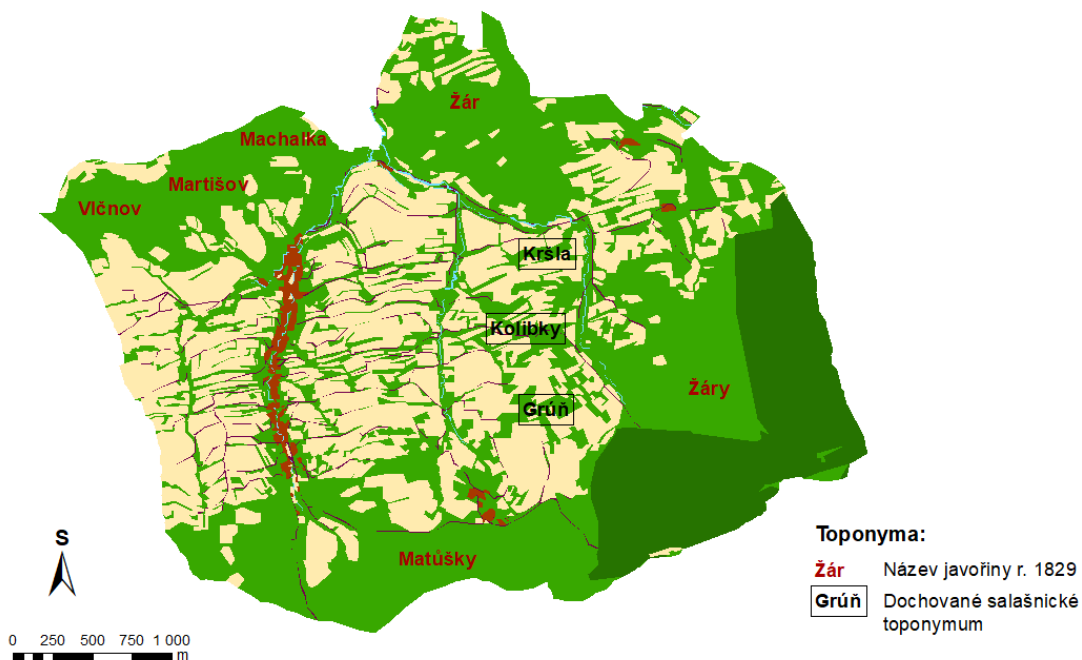 Žár
Machalka
Martišov
Vlčnov
Kršla
Kolibky
Žáry
Grúň
Matůšky
S
0 250 500 750 1 000
m
Toponyma:
Žár Název javořiny r. 1829
Grúň Dochované salašnické
toponymum